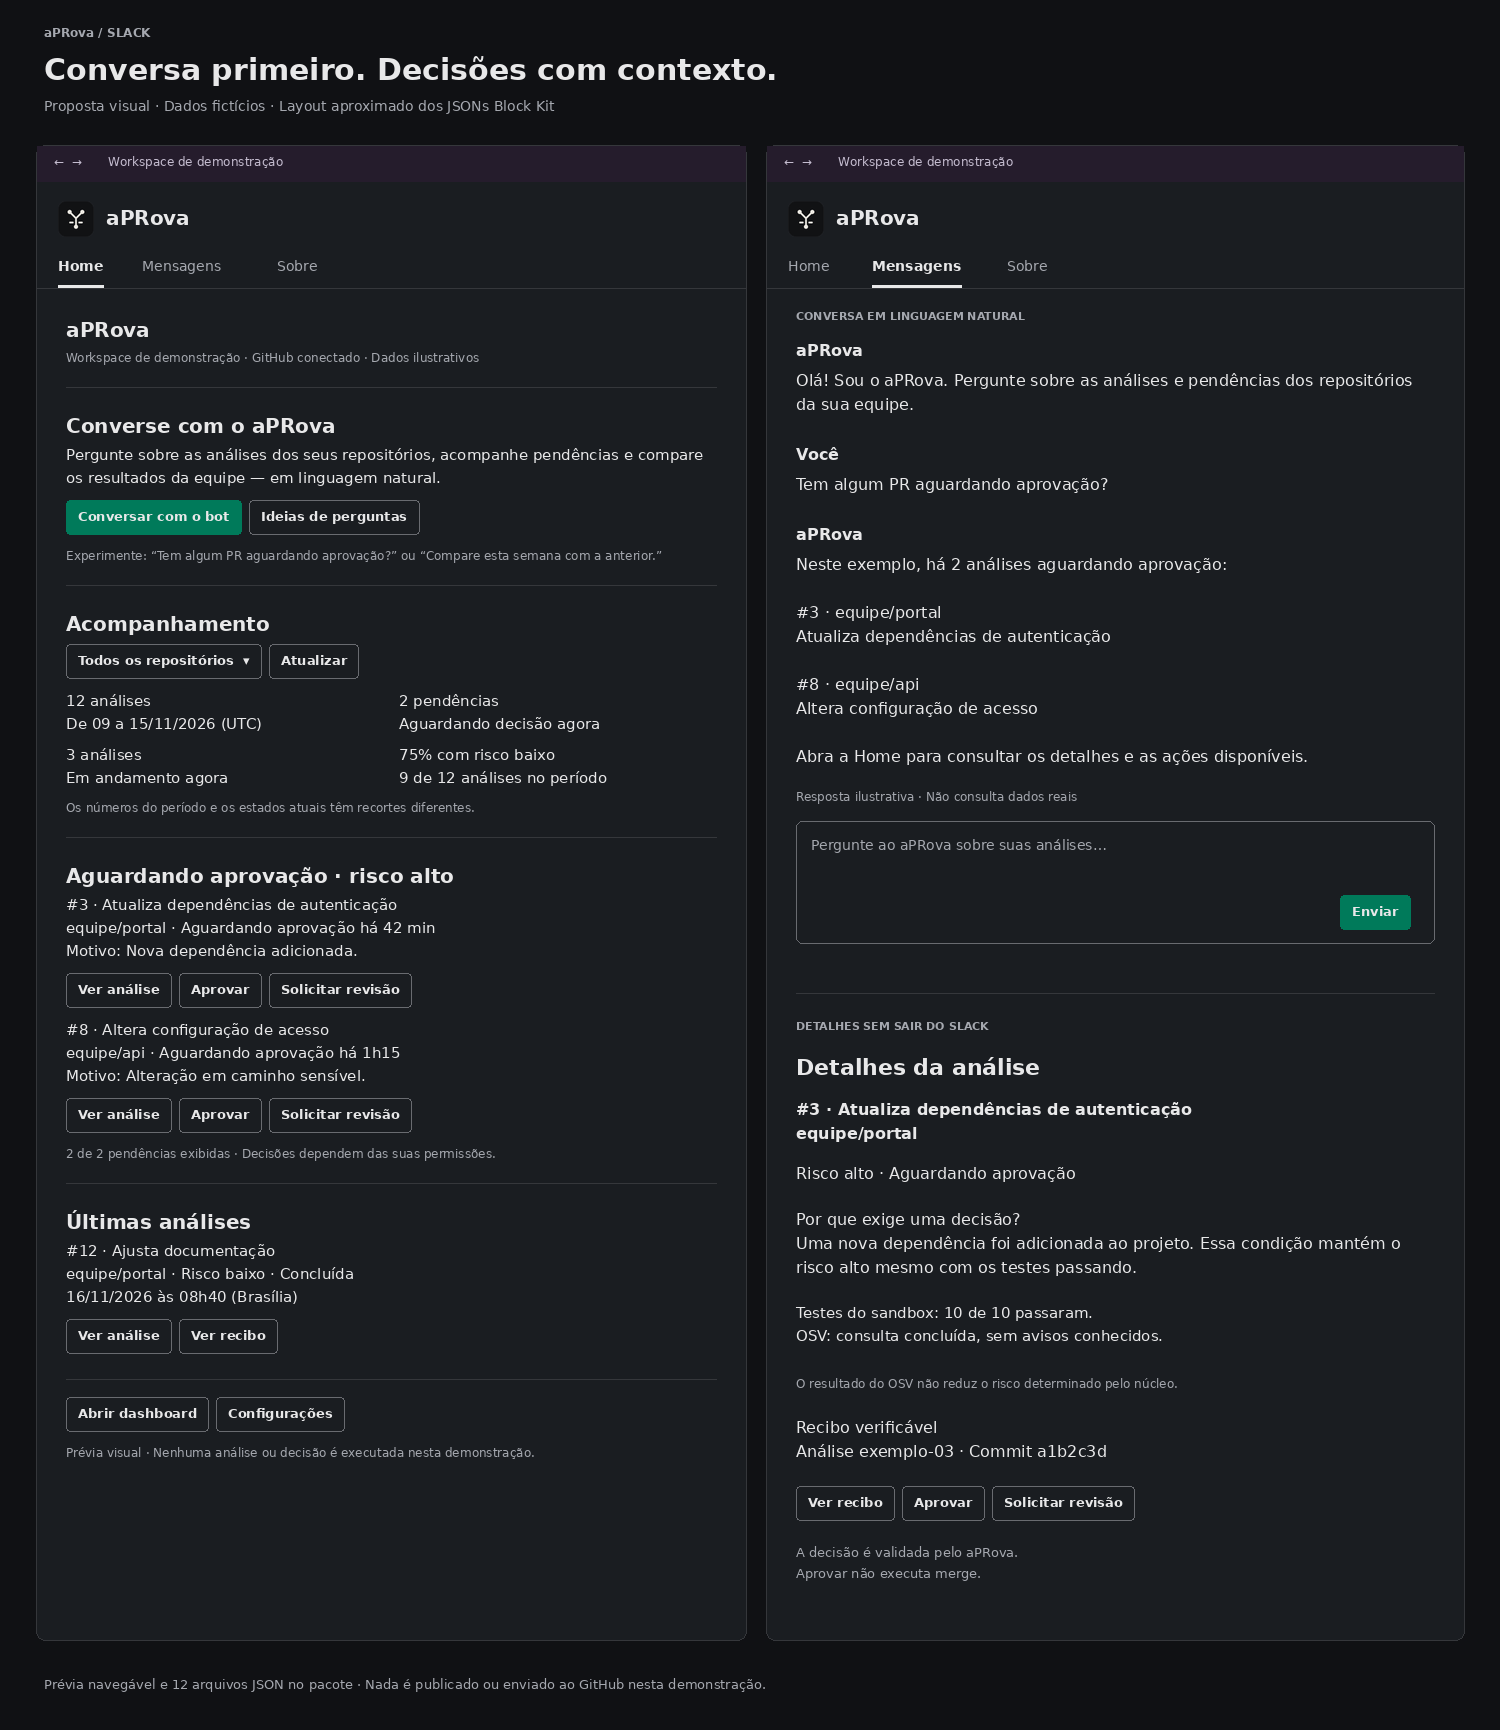 aPRova / SLACK
Conversa primeiro. Decisões com contexto.
Proposta visual · Dados fictícios · Layout aproximado dos JSONs Block Kit
← → Workspace de demonstração
aPRova
Home Mensagens Sobre
aPRova
Workspace de demonstração · GitHub conectado · Dados ilustrativos
Converse com o aPRova
Pergunte sobre as análises dos seus repositórios, acompanhe pendências e compare
os resultados da equipe — em linguagem natural.
Conversar com o bot Ideias de perguntas
Experimente: “Tem algum PR aguardando aprovação?” ou “Compare esta semana com a anterior.”
Acompanhamento
Todos os repositórios ▾ Atualizar
12 análises 2 pendências
De 09 a 15/11/2026 (UTC) Aguardando decisão agora
3 análises 75% com risco baixo
Em andamento agora 9 de 12 análises no período
Os números do período e os estados atuais têm recortes diferentes.
Aguardando aprovação · risco alto
#3 · Atualiza dependências de autenticação
equipe/portal · Aguardando aprovação há 42 min
Motivo: Nova dependência adicionada.
Ver análise Aprovar Solicitar revisão
#8 · Altera configuração de acesso
equipe/api · Aguardando aprovação há 1h15
Motivo: Alteração em caminho sensível.
Ver análise Aprovar Solicitar revisão
2 de 2 pendências exibidas · Decisões dependem das suas permissões.
Últimas análises
#12 · Ajusta documentação
equipe/portal · Risco baixo · Concluída
16/11/2026 às 08h40 (Brasília)
Ver análise Ver recibo
Abrir dashboard Configurações
Prévia visual · Nenhuma análise ou decisão é executada nesta demonstração.
← → Workspace de demonstração
aPRova
Home Mensagens Sobre
CONVERSA EM LINGUAGEM NATURAL
aPRova
Olá! Sou o aPRova. Pergunte sobre as análises e pendências dos repositórios
da sua equipe.
Você
Tem algum PR aguardando aprovação?
aPRova
Neste exemplo, há 2 análises aguardando aprovação:
#3 · equipe/portal
Atualiza dependências de autenticação
#8 · equipe/api
Altera configuração de acesso
Abra a Home para consultar os detalhes e as ações disponíveis.
Resposta ilustrativa · Não consulta dados reais
Pergunte ao aPRova sobre suas análises…
Enviar
DETALHES SEM SAIR DO SLACK
Detalhes da análise
#3 · Atualiza dependências de autenticação
equipe/portal
Risco alto · Aguardando aprovação
Por que exige uma decisão?
Uma nova dependência foi adicionada ao projeto. Essa condição mantém o
risco alto mesmo com os testes passando.
Testes do sandbox: 10 de 10 passaram.
OSV: consulta concluída, sem avisos conhecidos.
O resultado do OSV não reduz o risco determinado pelo núcleo.
Recibo verificável
Análise exemplo-03 · Commit a1b2c3d
Ver recibo Aprovar Solicitar revisão
A decisão é validada pelo aPRova.
Aprovar não executa merge.
Prévia navegável e 12 arquivos JSON no pacote · Nada é publicado ou enviado ao GitHub nesta demonstração.